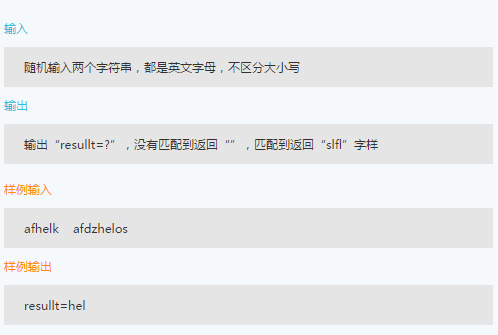 输入
随机输入两个字符串，都是英文字母，不区分大小写
输出
输出“resullt=?”，没有匹配到返回“”，匹配到返回“slfl”字样
样例输入
afhelk afdzhelos
样例输出
resullt=hel